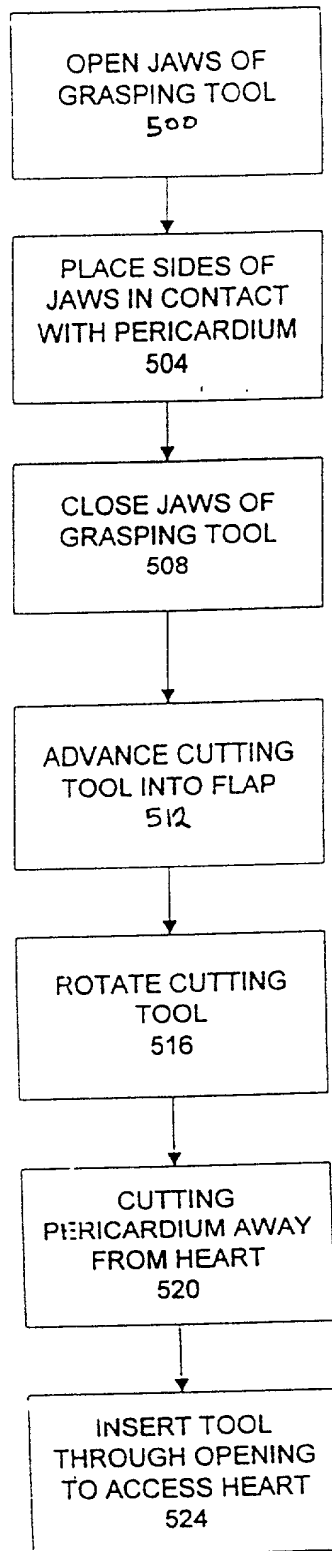 OPEN JAWS OF
GRASPING TOOL
500
PLACE SIDES OF
JAWS IN CONTACT
WITH PERICARDIUM
504
CLOSE JAWS OF
GRASPING TOOL
508
ADVANCE CUTTING
TOOL INTO FLAP
512
ROTATE CUTTING
TOOL
516
CUTTING
PERICARDIUM AWAY
FROM HEART
520
INSERT TOOL
THROUGH OPENING
TO ACCESS HEART
524